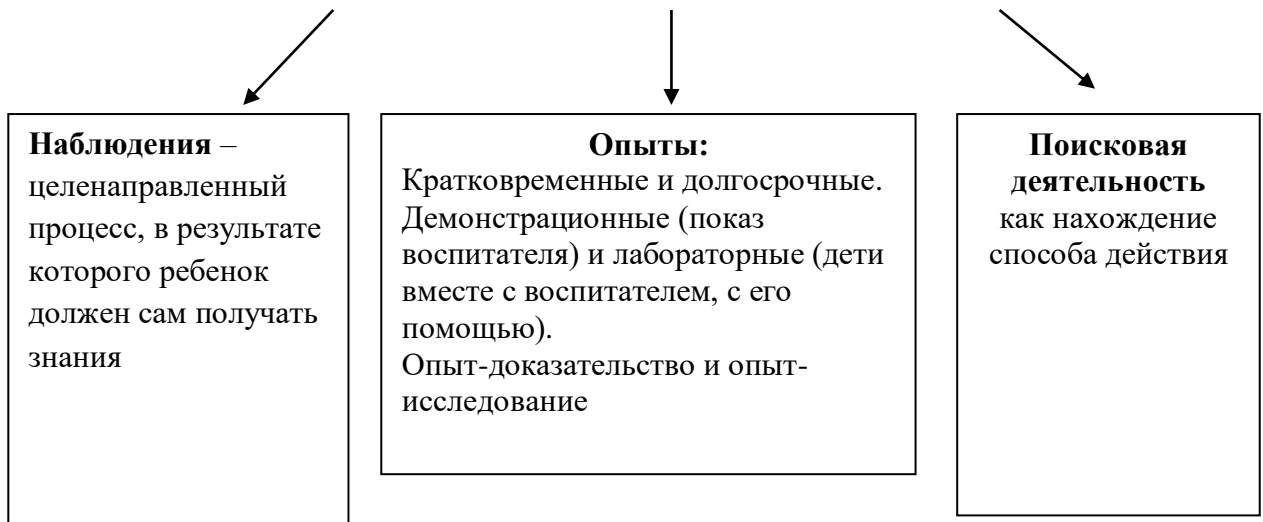 Наблюдения –
целенаправленный
процесс, в результате
которого ребенок
должен сам получать
знания
Опыты:
Кратковременные и долгосрочные.
Демонстрационные (показ
воспитателя) и лабораторные (дети
вместе с воспитателем, с его
помощью).
Опыт-доказательство и опыт-
исследование
Поисковая
деятельность
как нахождение
способа действия